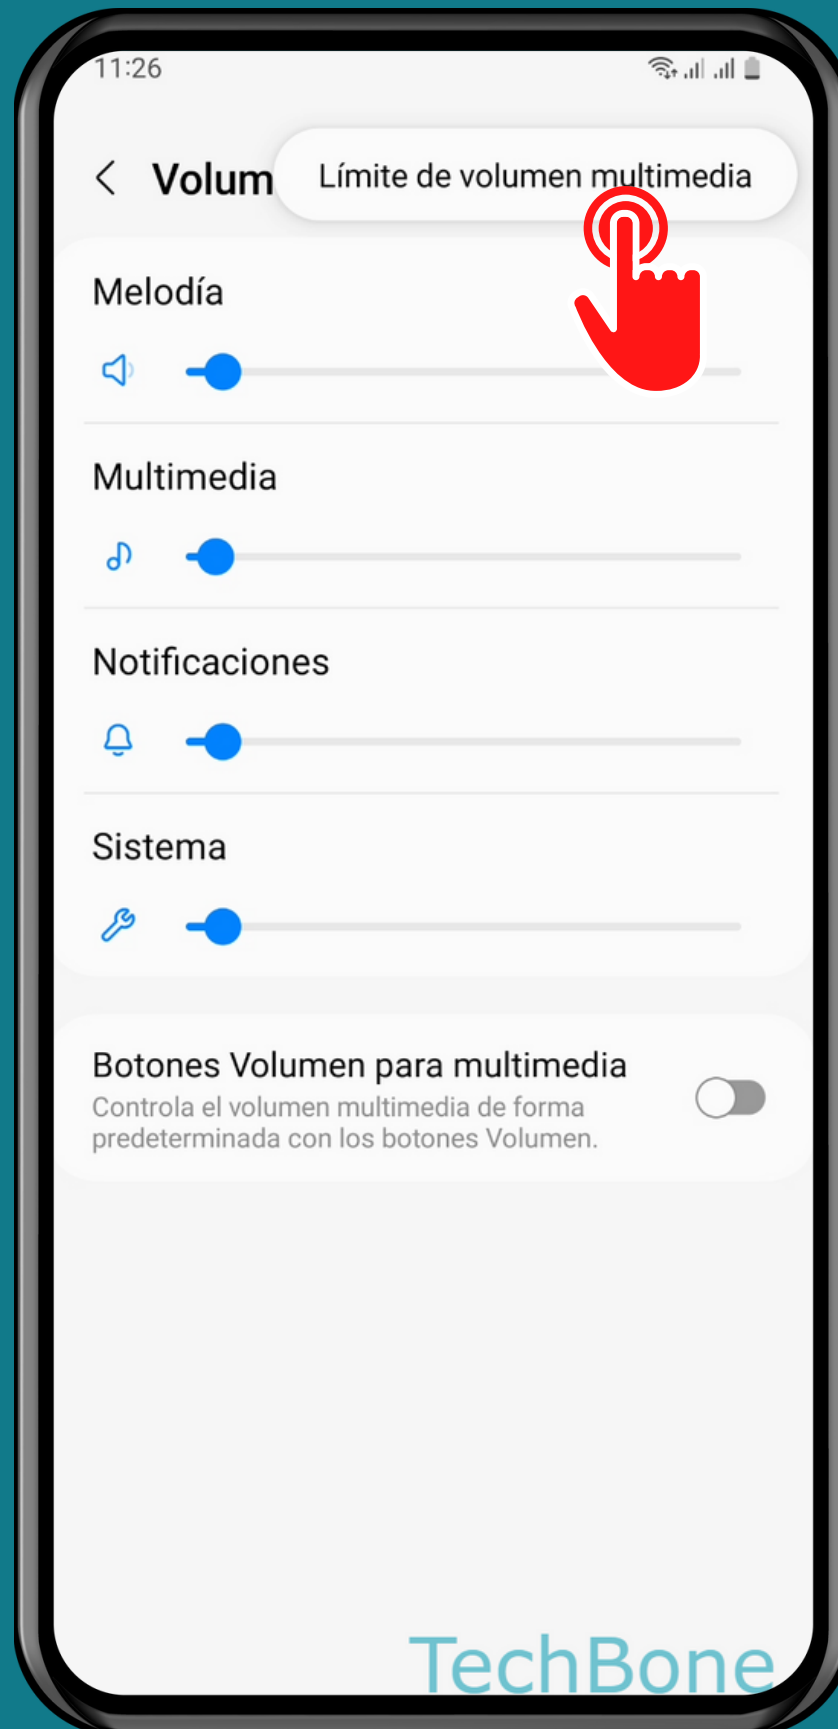 11:26
Volum
Límite de volumen multimedia
Melodía
Multimedia
Notificaciones
Sistema
Botones Volumen para multimedia
Controla el volumen multimedia de forma
predeterminada con los botones Volumen.
TechBone